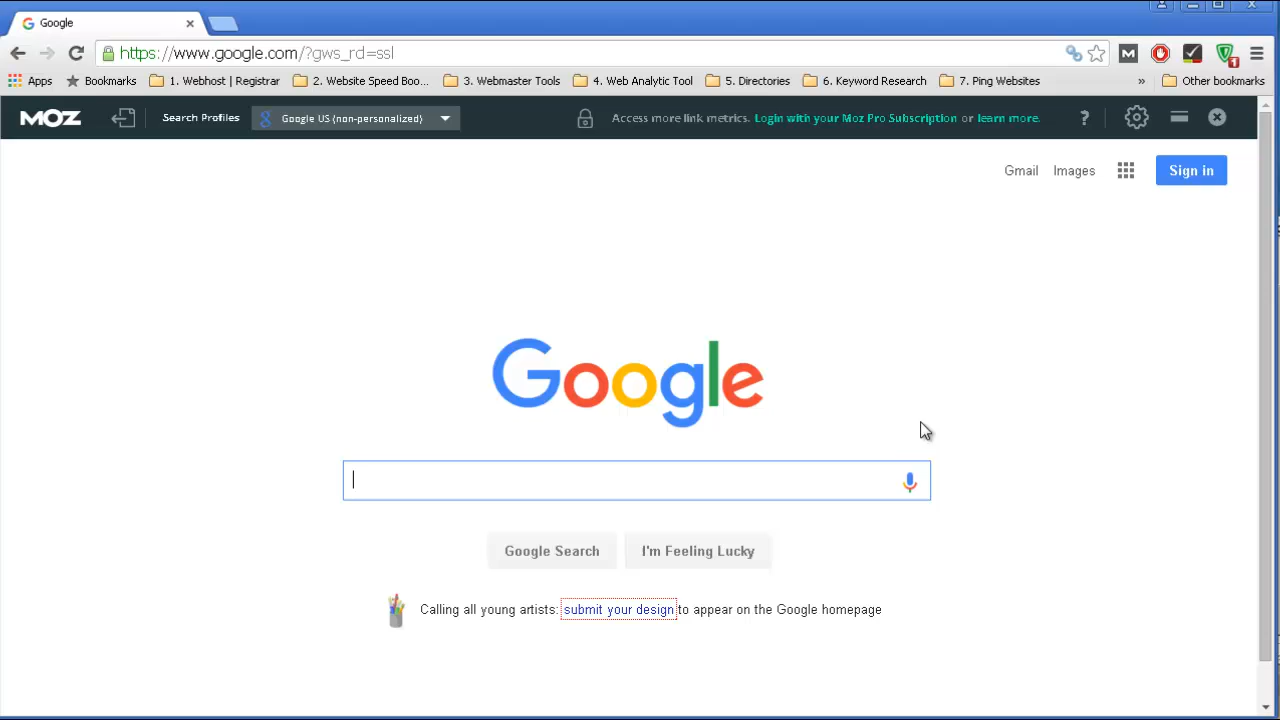 Google
https://www.google.com/?gws_rd=ssl
M
1
Apps Bookmarks 1. Webhost | Registrar 2. Website Speed Boo... 3. Webmaster Tools 4. Web Analytic Tool 5. Directories 6. Keyword Research 7. Ping Websites » Other bookmarks
MOZ Search Profiles Google US (non-personalized) Access more link metrics. Login with your Moz Pro Subscription or learn more. ?
Gmail Images Sign in
Google
Google Search I'm Feeling Lucky
Calling all young artists: submit your design to appear on the Google homepage